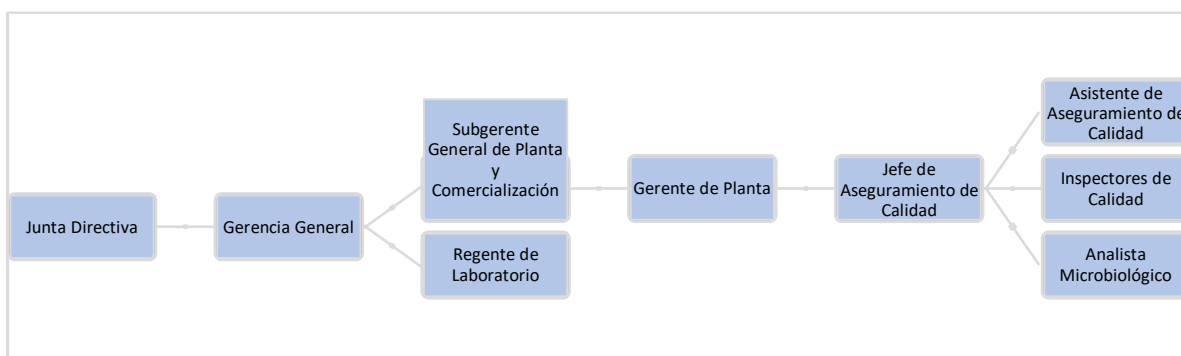 Junta Directiva
Gerencia General
Subgerente
General de Planta
y
Comercialización
Regente de
Laboratorio
Gerente de Planta
Jefe de
Aseguramiento de
Calidad
Asistente de
Aseguramiento de
Calidad
Inspectores de
Calidad
Analista
Microbiológico